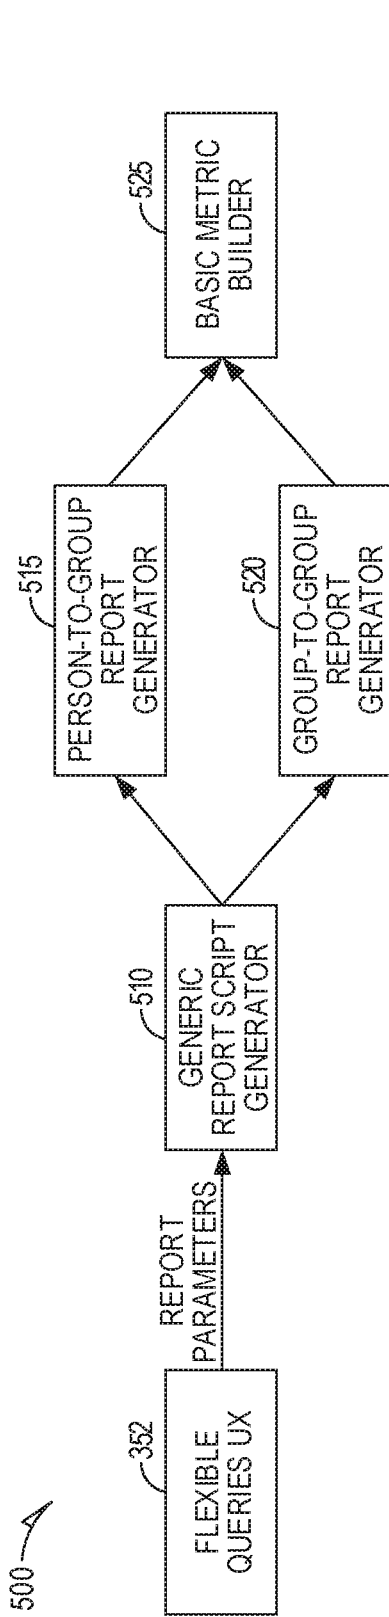 500
352
FLEXIBLE
QUERIES UX
REPORT
PARAMETERS
510
GENERIC
REPORT SCRIPT
GENERATOR
515
PERSON-TO-GROUP
REPORT
GENERATOR
520
GROUP-TO-GROUP
REPORT
GENERATOR
525
BASIC METRIC
BUILDER